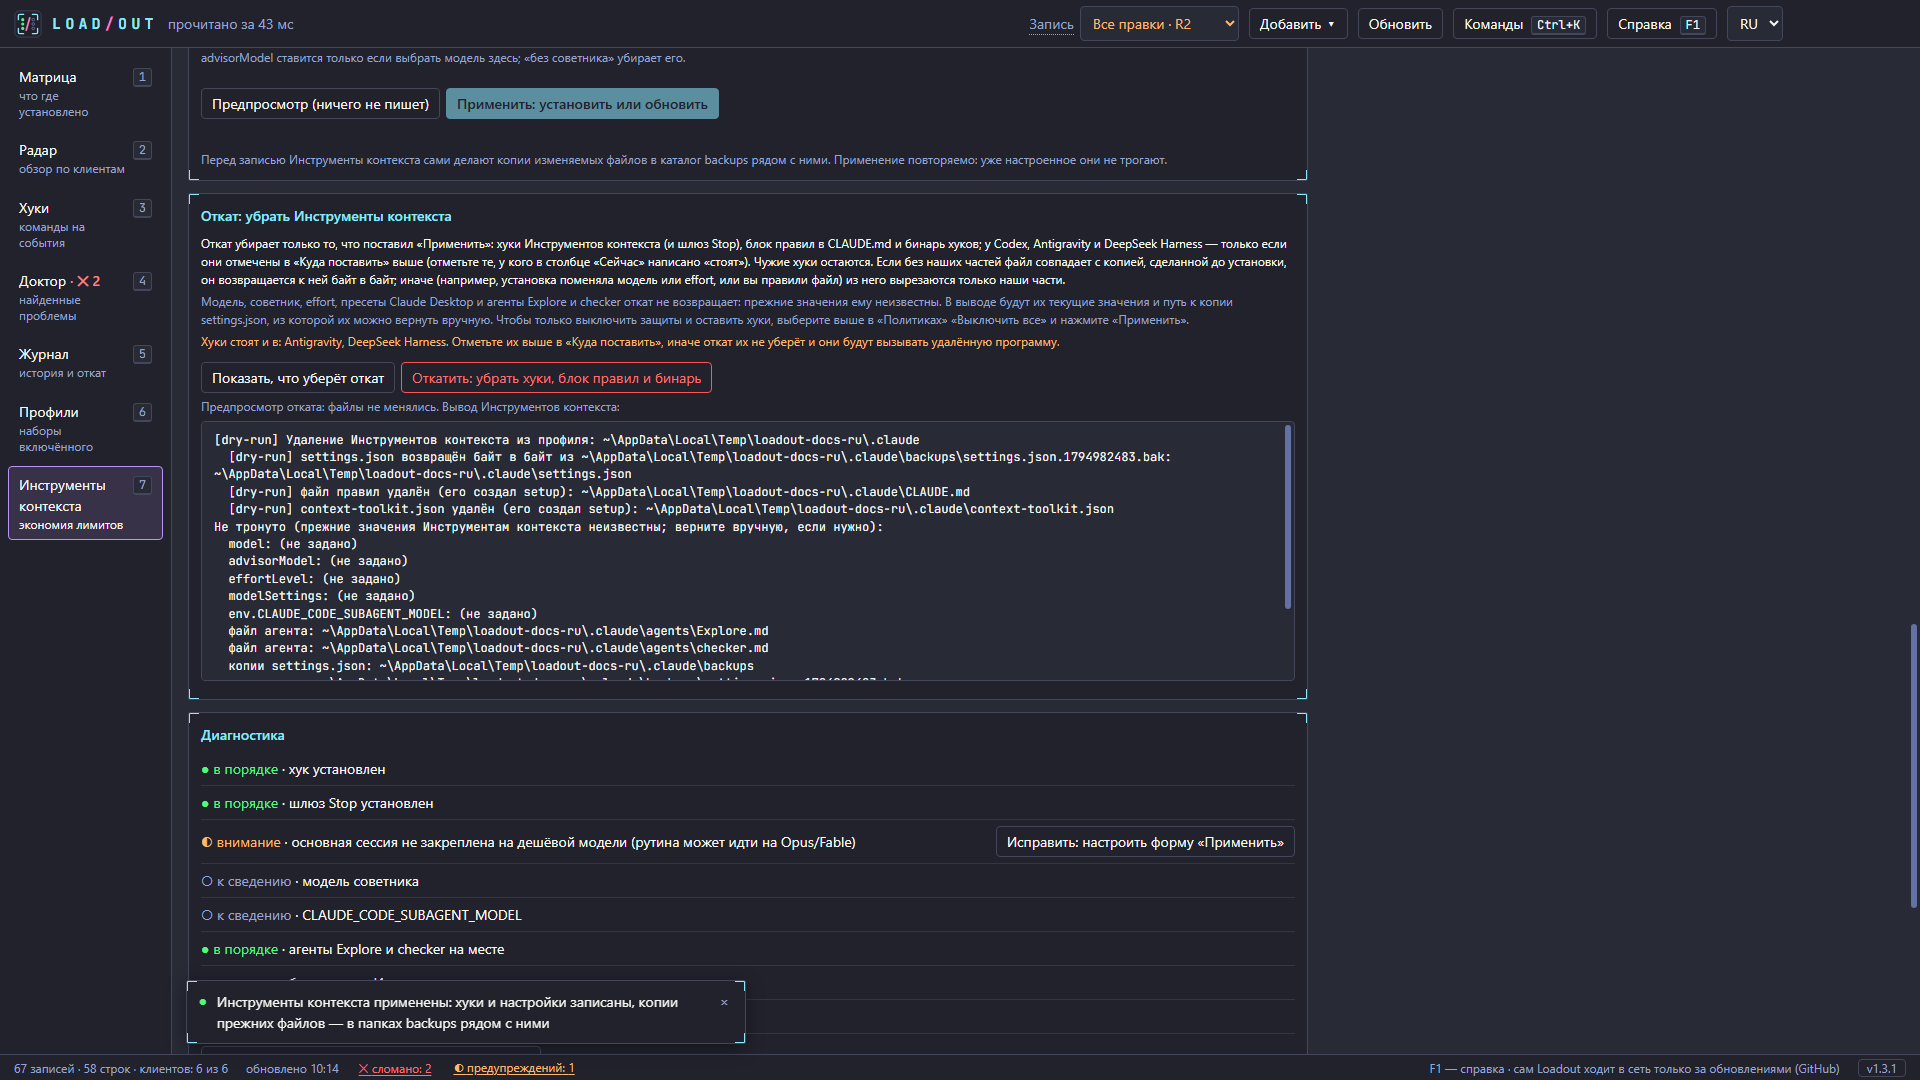 LOAD/OUT прочитано за 43 мс
Запись Все правки · R2 Добавить ▾ Обновить Команды Ctrl+K Справка F1 RU
Матрица 1
что где
установлено
Радар 2
обзор по клиентам
Хуки 3
команды на
события
Доктор · ✕ 2 4
найденные
проблемы
Журнал 5
история и откат
Профили 6
наборы
включённого
Инструменты 7
контекста
экономия лимитов
advisorModel ставится только если выбрать модель здесь; «без советника» убирает его.
Предпросмотр (ничего не пишет) Применить: установить или обновить
Перед записью Инструменты контекста сами делают копии изменяемых файлов в каталог backups рядом с ними. Применение повторяемо: уже настроенное они не трогают.
Откат: убрать Инструменты контекста
Откат убирает только то, что поставил «Применить»: хуки Инструментов контекста (и шлюз Stop), блок правил в CLAUDE.md и бинарь хуков; у Codex, Antigravity и DeepSeek Harness — только если
они отмечены в «Куда поставить» выше (отметьте те, у кого в столбце «Сейчас» написано «стоят»). Чужие хуки остаются. Если без наших частей файл совпадает с копией, сделанной до установки,
он возвращается к ней байт в байт; иначе (например, установка поменяла модель или effort, или вы правили файл) из него вырезаются только наши части.
Модель, советник, effort, пресеты Claude Desktop и агенты Explore и checker откат не возвращает: прежние значения ему неизвестны. В выводе будут их текущие значения и путь к копии
settings.json, из которой их можно вернуть вручную. Чтобы только выключить защиты и оставить хуки, выберите выше в «Политиках» «Выключить все» и нажмите «Применить».
Хуки стоят и в: Antigravity, DeepSeek Harness. Отметьте их выше в «Куда поставить», иначе откат их не уберёт и они будут вызывать удалённую программу.
Показать, что уберёт откат Откатить: убрать хуки, блок правил и бинарь
Предпросмотр отката: файлы не менялись. Вывод Инструментов контекста:
[dry-run] Удаление Инструментов контекста из профиля: ~\AppData\Local\Temp\loadout-docs-ru\.claude
[dry-run] settings.json возвращён байт в байт из ~\AppData\Local\Temp\loadout-docs-ru\.claude\backups\settings.json.1794982483.bak:
~\AppData\Local\Temp\loadout-docs-ru\.claude\settings.json
[dry-run] файл правил удалён (его создал setup): ~\AppData\Local\Temp\loadout-docs-ru\.claude\CLAUDE.md
[dry-run] context-toolkit.json удалён (его создал setup): ~\AppData\Local\Temp\loadout-docs-ru\.claude\context-toolkit.json
Не тронуто (прежние значения Инструментам контекста неизвестны; верните вручную, если нужно):
model: (не задано)
advisorModel: (не задано)
effortLevel: (не задано)
modelSettings: (не задано)
env.CLAUDE_CODE_SUBAGENT_MODEL: (не задано)
файл агента: ~\AppData\Local\Temp\loadout-docs-ru\.claude\agents\Explore.md
файл агента: ~\AppData\Local\Temp\loadout-docs-ru\.claude\agents\checker.md
копии settings.json: ~\AppData\Local\Temp\loadout-docs-ru\.claude\backups
Диагностика
● в порядке · хук установлен
● в порядке · шлюз Stop установлен
◐ внимание · основная сессия не закреплена на дешёвой модели (рутина может идти на Opus/Fable) Исправить: настроить форму «Применить»
○ к сведению · модель советника
○ к сведению · CLAUDE_CODE_SUBAGENT_MODEL
● в порядке · агенты Explore и checker на месте
● Инструменты контекста применены: хуки и настройки записаны, копии ×
прежних файлов — в папках backups рядом с ними
67 записей · 58 строк · клиентов: 6 из 6 обновлено 10:14 ✕ сломано: 2 ◐ предупреждений: 1 F1 — справка · сам Loadout ходит в сеть только за обновлениями (GitHub) v1.3.1